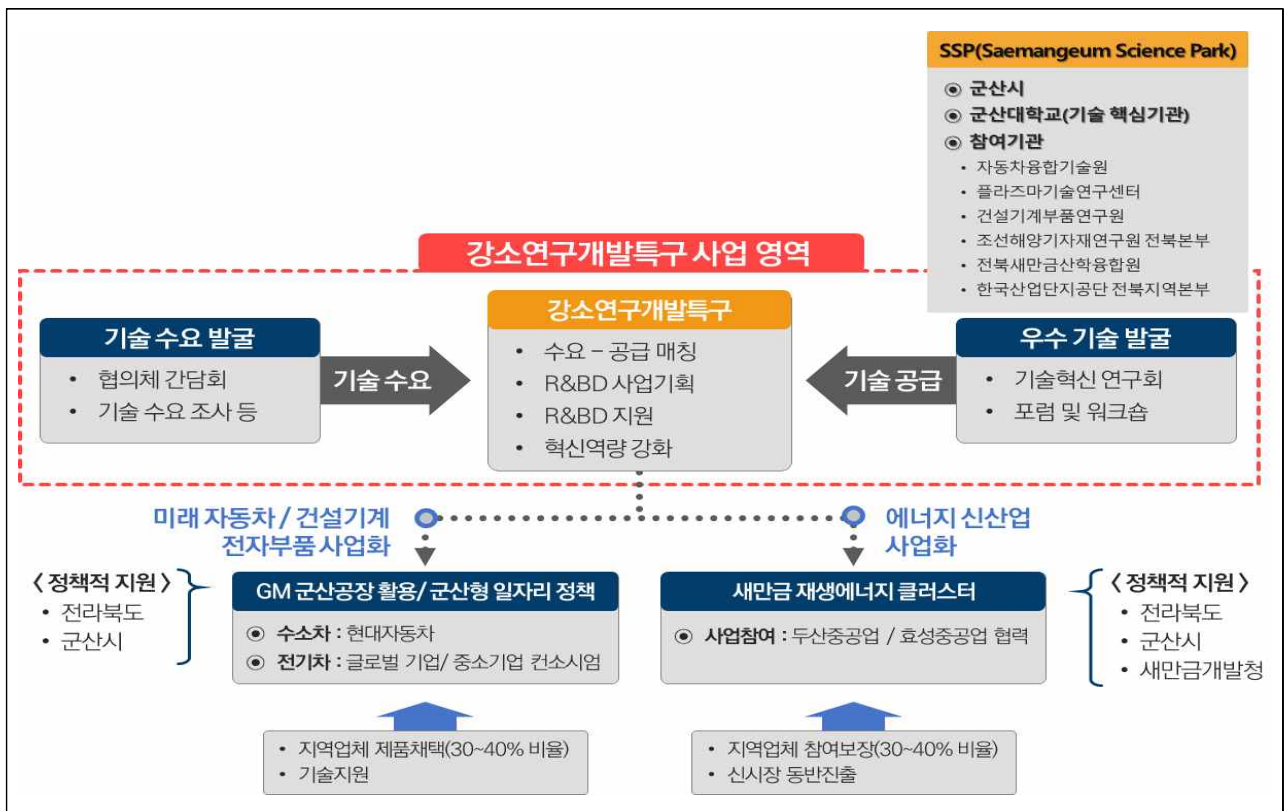 SSP(Saemangeum Science Park)
◉ 군산시
◉ 군산대학교(기술 핵심기관)
◉ 참여기관
• 자동차융합기술원
• 플라즈마기술연구센터
• 건설기계부품연구원
• 조선해양기자재연구원 전북본부
• 전북새만금산학융합원
• 한국산업단지공단 전북지역본부
강소연구개발특구 사업 영역
기술 수요 발굴
• 협의체 간담회
• 기술 수요 조사 등
기술 수요
강소연구개발특구
• 수요 – 공급 매칭
• R&BD 사업기획
• R&BD 지원
• 혁신역량 강화
기술 공급
우수 기술 발굴
• 기술혁신 연구회
• 포럼 및 워크숍
미래 자동차 / 건설기계
전자부품 사업화
에너지 신산업
사업화
〈 정책적 지원 〉
• 전라북도
• 군산시
GM 군산공장 활용/ 군산형 일자리 정책
◉ 수소차 : 현대자동차
◉ 전기차 : 글로벌 기업/ 중소기업 컨소시엄
새만금 재생에너지 클러스터
◉ 사업참여 : 두산중공업 / 효성중공업 협력
〈 정책적 지원 〉
• 전라북도
• 군산시
• 새만금개발청
• 지역업체 제품채택(30~40% 비율)
• 기술지원
• 지역업체 참여보장(30~40% 비율)
• 신시장 동반진출